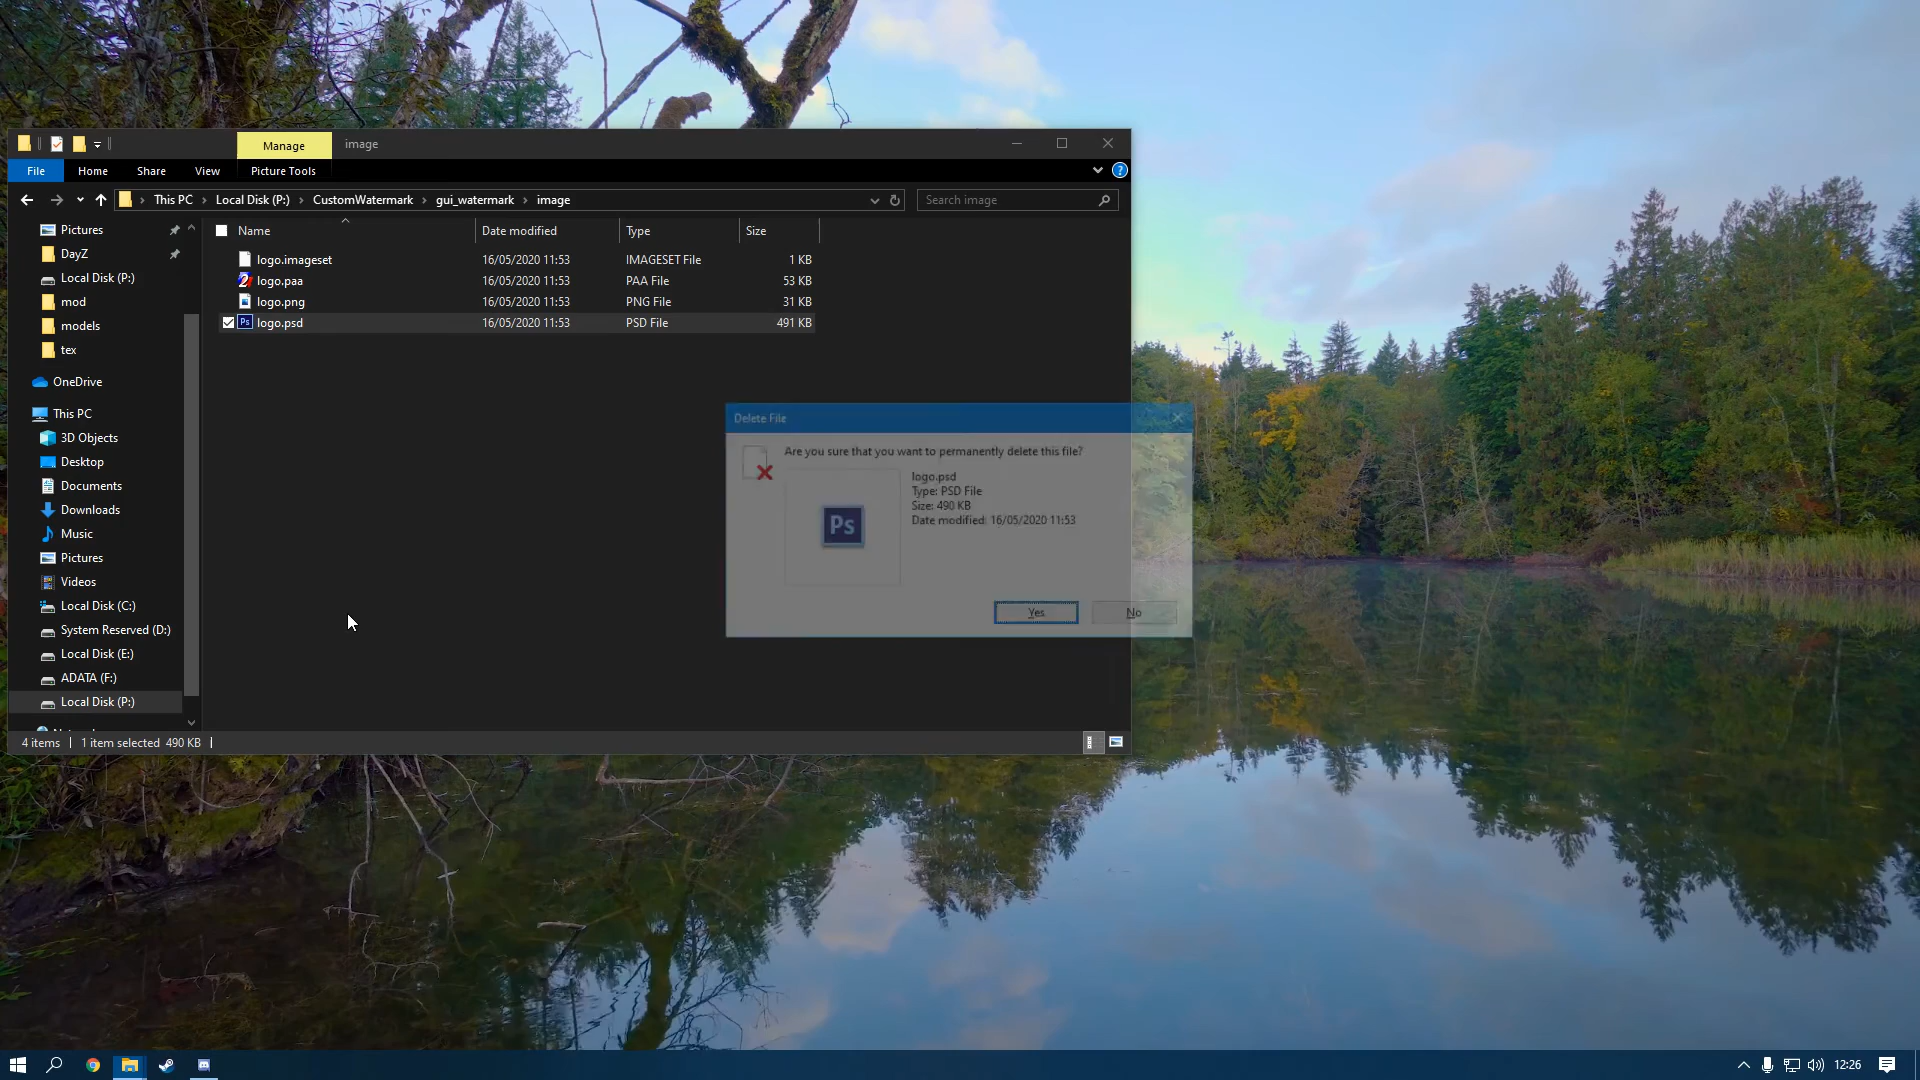 Manage
image
File
Home
Share
View
Picture Tools
This PC
Local Disk (P:)
CustomWatermark
gui_watermark
image
Search image
Name
Date modified
Type
Size
logo.imageset
16/05/2020 11:53
IMAGESET File
1 KB
logo.paa
16/05/2020 11:53
PAA File
53 KB
logo.png
16/05/2020 11:53
PNG File
31 KB
Ps
logo.psd
16/05/2020 11:53
PSD File
491 KB
Pictures
DayZ
Local Disk (P:)
mod
models
tex
OneDrive
This PC
3D Objects
Desktop
Documents
Downloads
Music
Pictures
Videos
Local Disk (C:)
System Reserved (D:)
Local Disk (E:)
ADATA (F:)
Local Disk (P:)
Delete File
Are you sure that you want to permanently delete this file?
Ps
logo.psd
Type: PSD File
Size: 490 KB
Date modified: 16/05/2020 11:53
Yes
No
4 items
1 item selected 490 KB
12:26